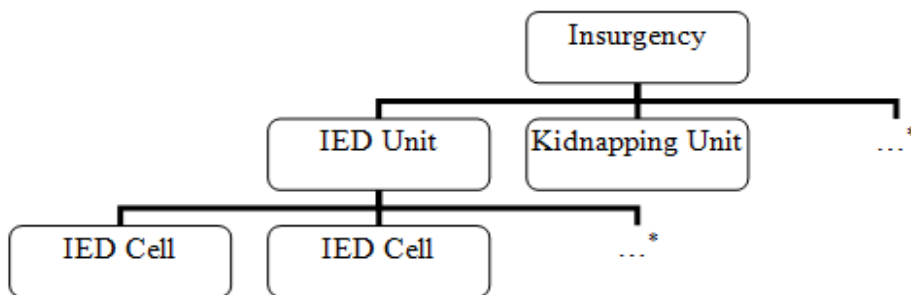 Insurgency
IED Unit
Kidnapping Unit
...*
IED Cell
IED Cell
...*